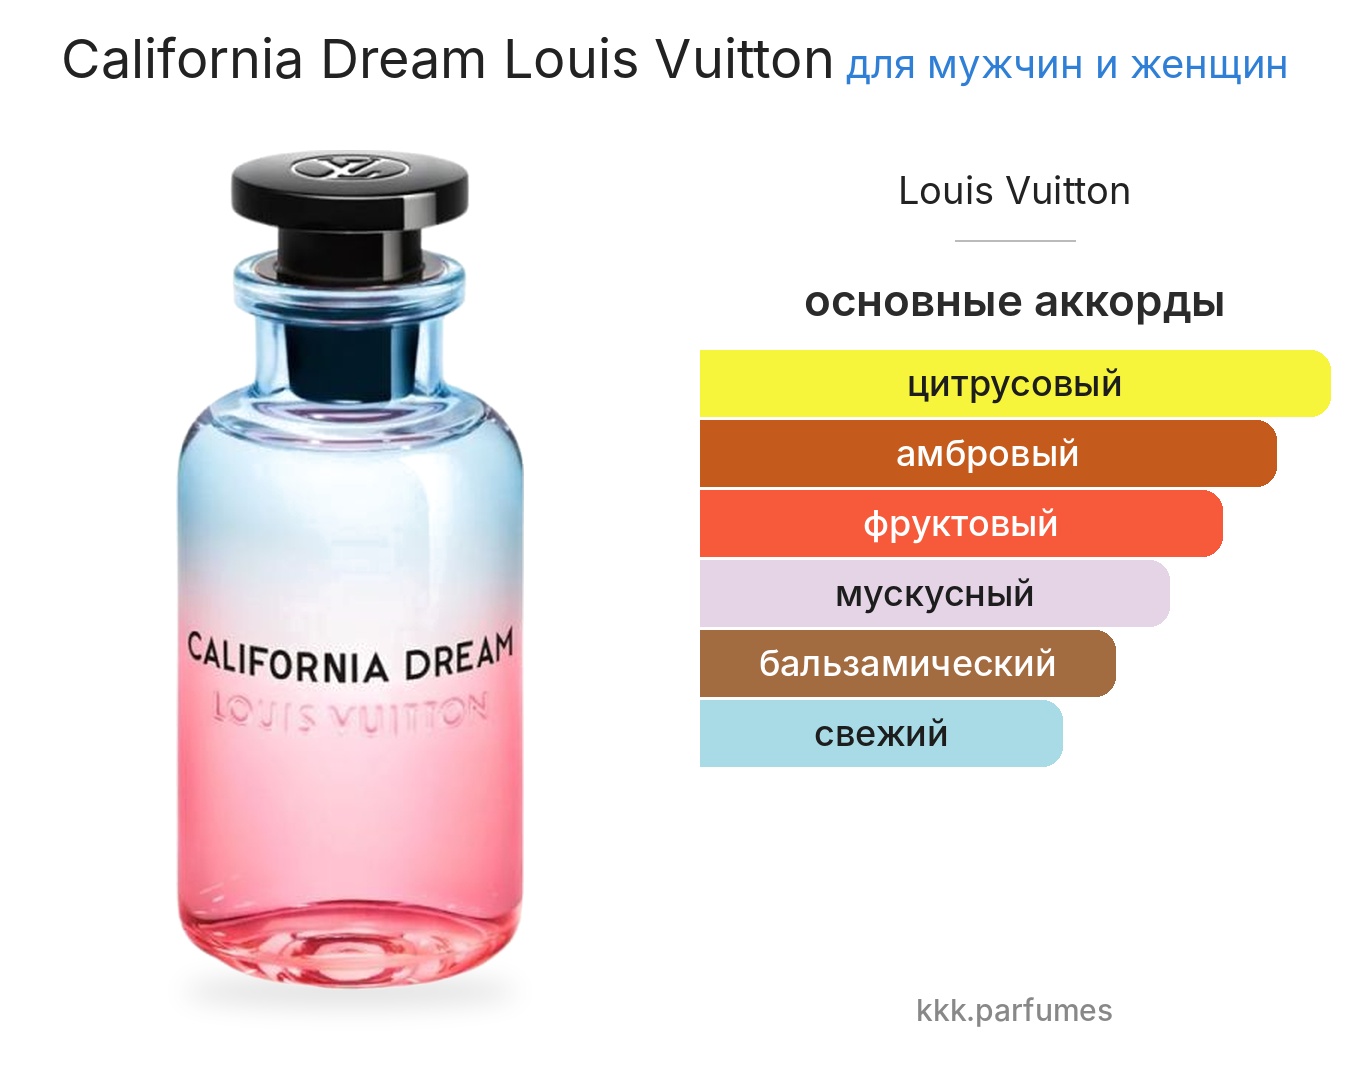 California Dream Louis Vuitton для мужчин и женщин
LV
CALIFORNIA DREAM
LOUIS VUITTON
Louis Vuitton
основные аккорды
цитрусовый
амбровый
фруктовый
мускусный
бальзамический
свежий
kkk.parfumes